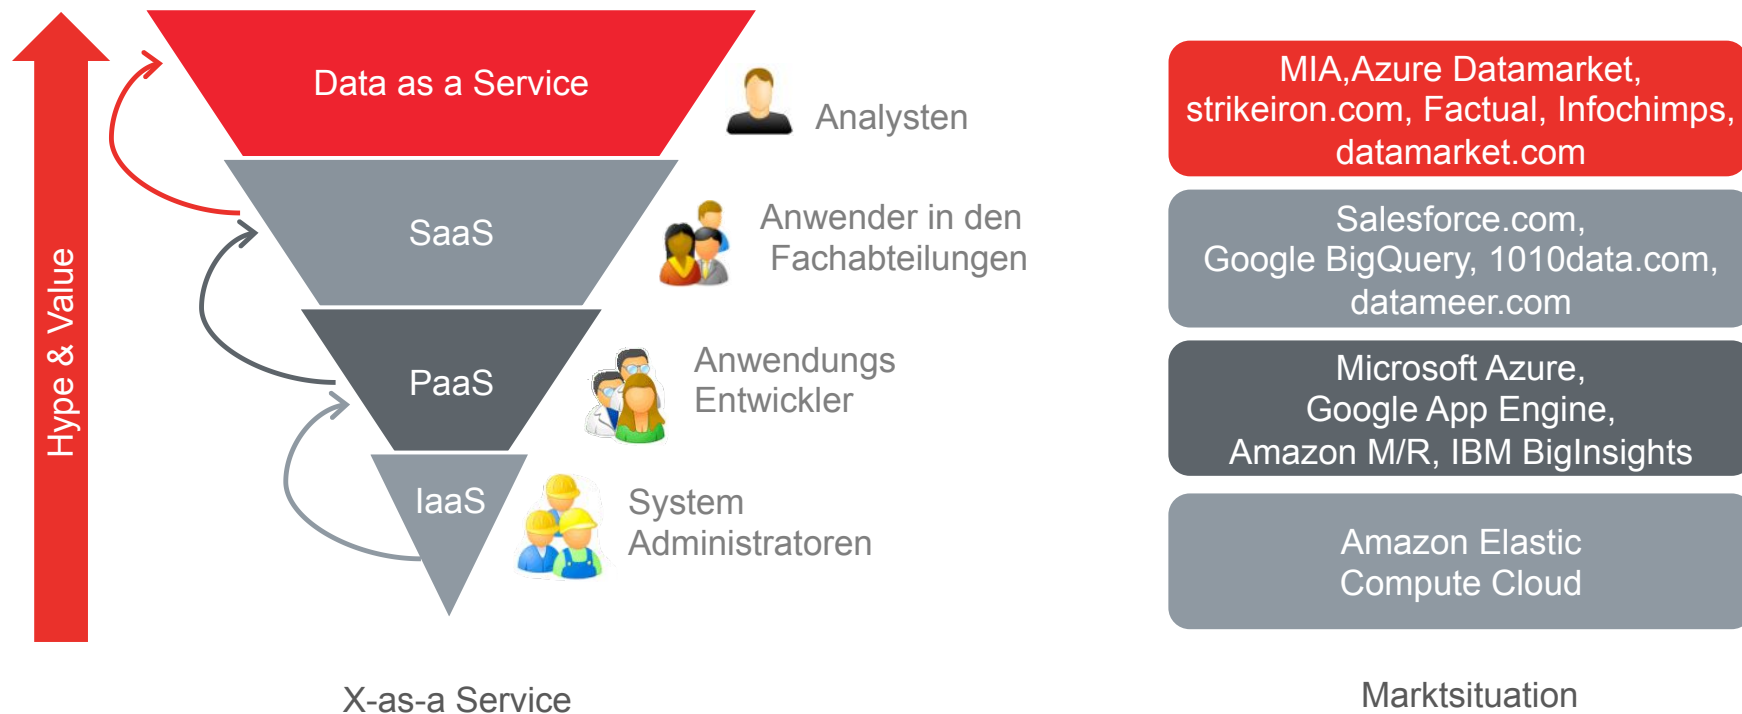 Hype & Value
Data as a Service
SaaS
PaaS
IaaS
Analysten
Anwender in den
Fachabteilungen
Anwendungs
Entwickler
System
Administratoren
X-as-a Service
MIA,Azure Datamarket,
strikeiron.com, Factual, Infochimps,
datamarket.com
Salesforce.com,
Google BigQuery, 1010data.com,
datameer.com
Microsoft Azure,
Google App Engine,
Amazon M/R, IBM BigInsights
Amazon Elastic
Compute Cloud
Marktsituation